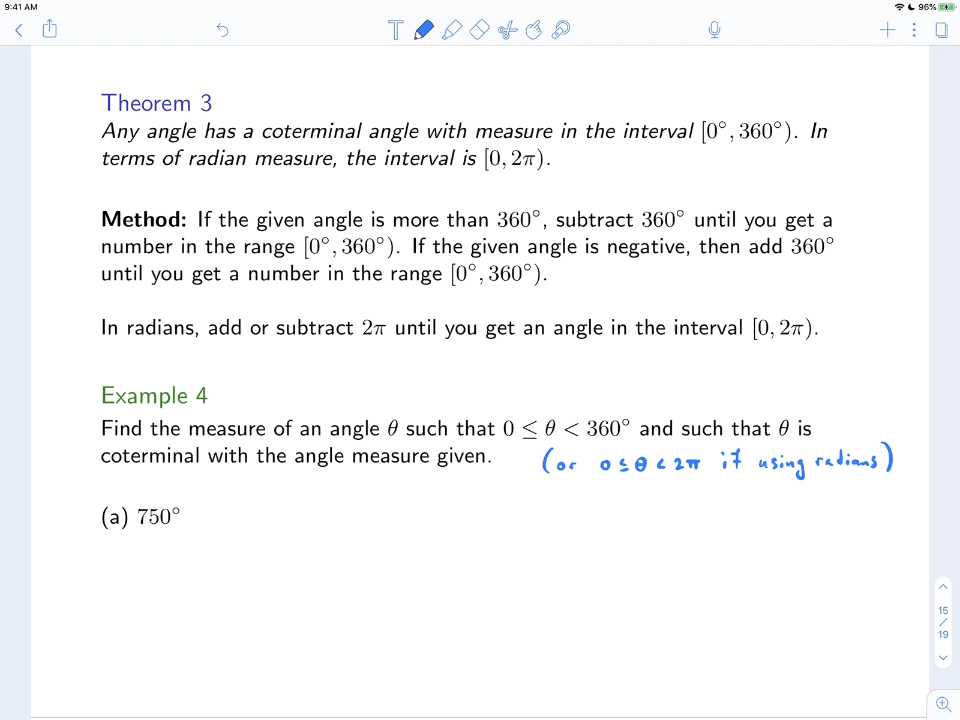 9:41 AM
96%
Theorem 3
Any angle has a coterminal angle with measure in the interval [0°, 360°). In
terms of radian measure, the interval is [0, 2π).
Method: If the given angle is more than 360°, subtract 360° until you get a
number in the range [0°, 360°). If the given angle is negative, then add 360°
until you get a number in the range [0°, 360°).
In radians, add or subtract 2π until you get an angle in the interval [0, 2π).
Example 4
Find the measure of an angle θ such that 0 ≤ θ < 360° and such that θ is
coterminal with the angle measure given.
(or 0 ≤ θ < 2π if using radians)
(a) 750°
15
/
19